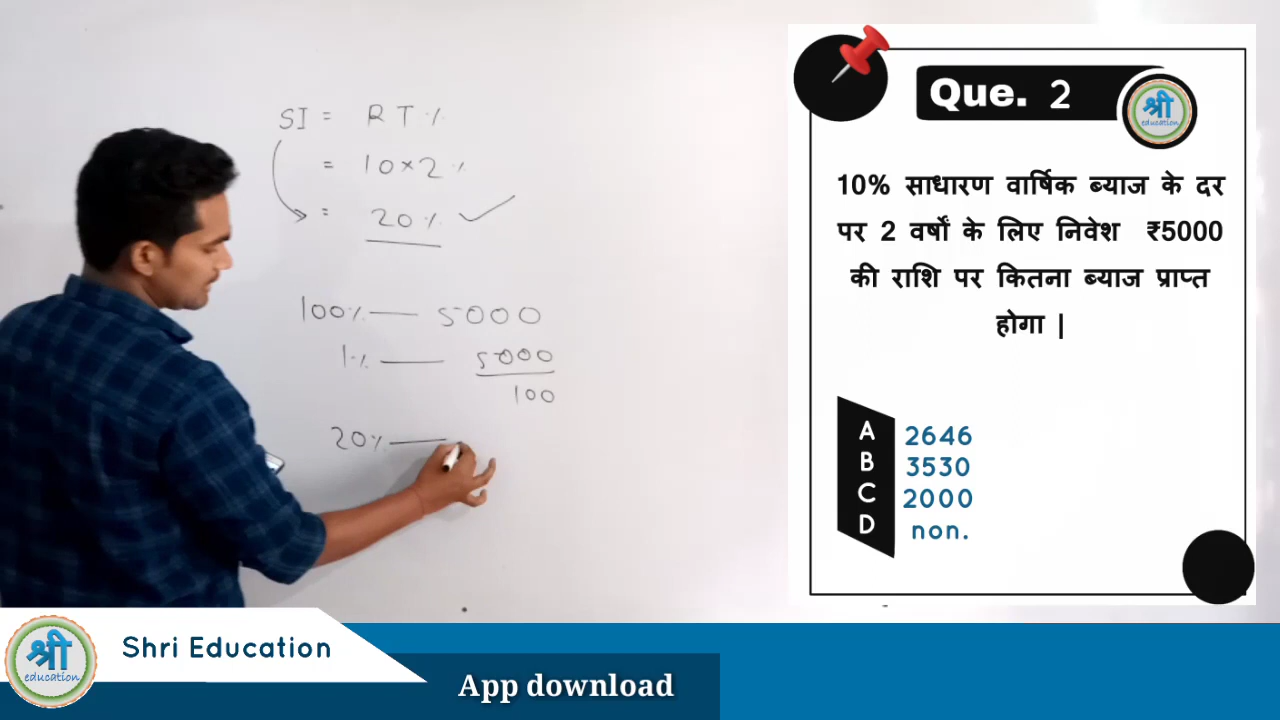 SI = R T %
= 10 × 2 %
= 20 %
100% — 5000
1% — 5000
100
20% —
Que. 2
श्री
education
10% साधारण वार्षिक ब्याज के दर
पर 2 वर्षों के लिए निवेश ₹5000
की राशि पर कितना ब्याज प्राप्त
होगा |
A 2646
B 3530
C 2000
D non.
श्री
education
Shri Education
App download